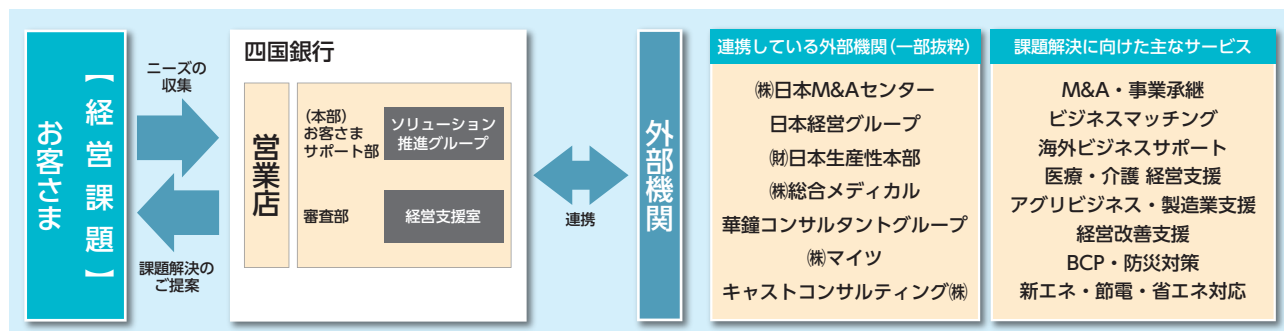 お客さま
【経営課題】
ニーズの
収集
課題解決の
ご提案
四国銀行
営業店
(本部)
お客さま
サポート部
ソリューション
推進グループ
審査部
経営支援室
連携
外部機関
連携している外部機関(一部抜粋)
㈱日本M&Aセンター
日本経営グループ
㈶日本生産性本部
㈱総合メディカル
華鐘コンサルタントグループ
㈱マイツ
キャストコンサルティング㈱
課題解決に向けた主なサービス
M&A・事業承継
ビジネスマッチング
海外ビジネスサポート
医療・介護 経営支援
アグリビジネス・製造業支援
経営改善支援
BCP・防災対策
新エネ・節電・省エネ対応